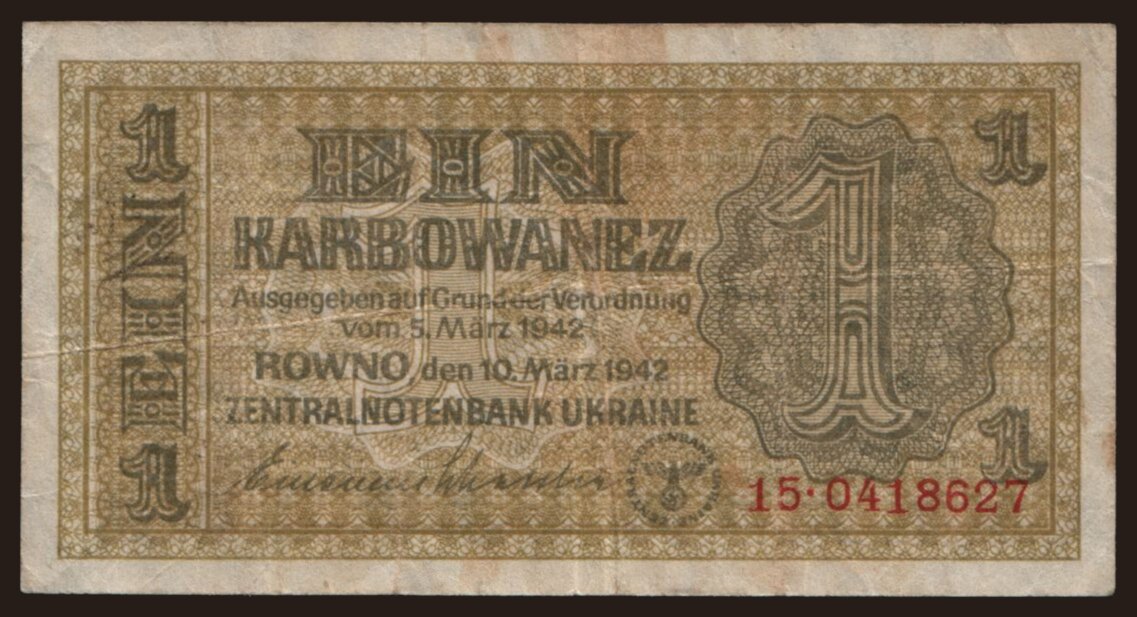 1
EIN
1
EIN
KARBOWANEZ
Ausgegeben auf Grund der Verordnung
vom 5. März 1942
ROWNO den 10. März 1942
ZENTRALNOTENBANK UKRAINE
1
1
1
15·0418627